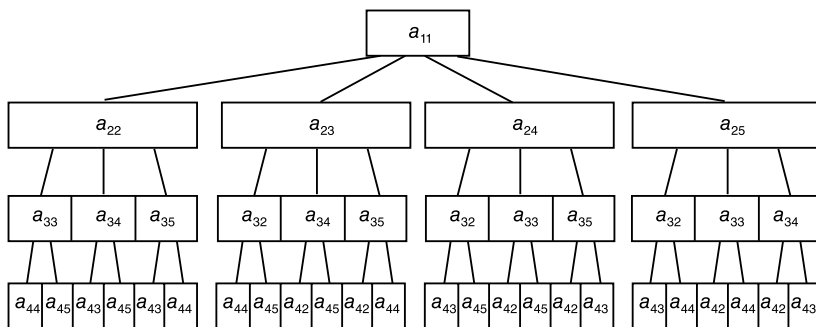 a₁₁
a₂₂ a₂₃ a₂₄ a₂₅
a₃₃ a₃₄ a₃₅ a₃₂ a₃₄ a₃₅ a₃₂ a₃₃ a₃₅ a₃₂ a₃₃ a₃₄
a₄₄ a₄₅ a₄₃ a₄₅ a₄₃ a₄₄ a₄₄ a₄₅ a₄₂ a₄₅ a₄₂ a₄₄ a₄₃ a₄₅ a₄₂ a₄₅ a₄₂ a₄₃ a₄₃ a₄₄ a₄₂ a₄₄ a₄₂ a₄₃